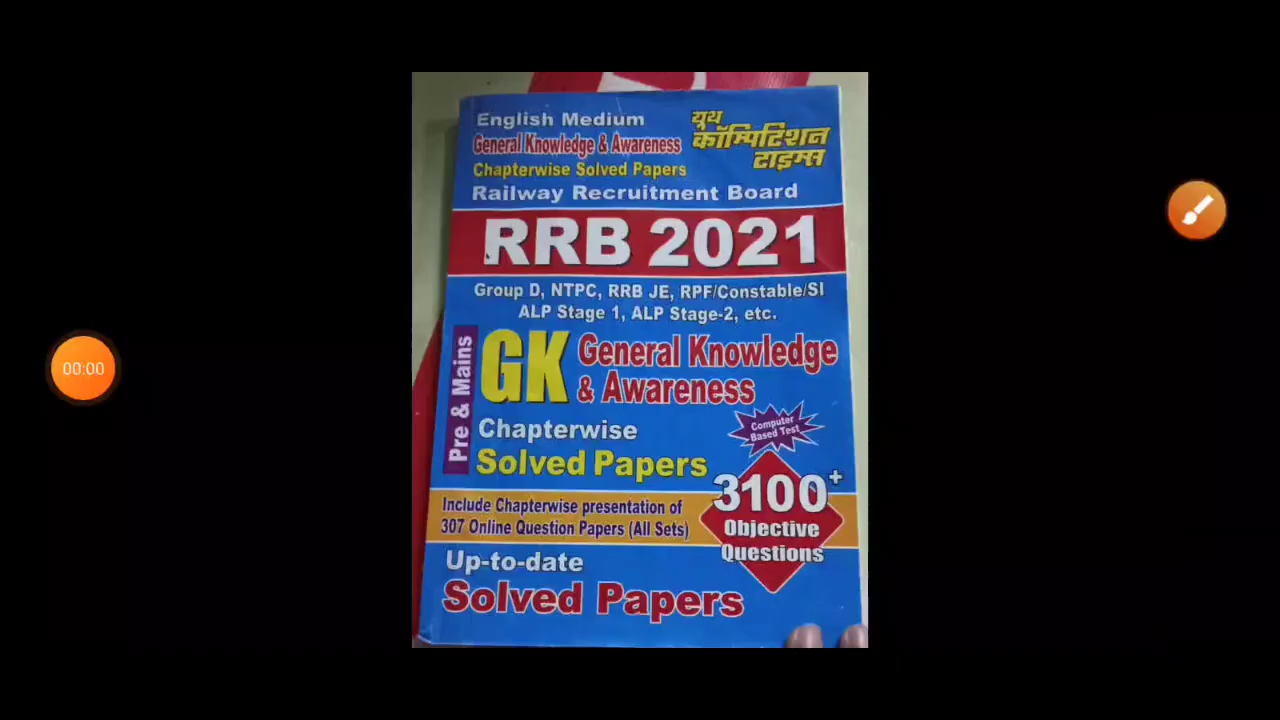 English Medium
यूथ
कॉम्पिटिशन
टाइम्स
General Knowledge & Awareness
Chapterwise Solved Papers
Railway Recruitment Board
RRB 2021
Group D, NTPC, RRB JE, RPF/Constable/SI
ALP Stage 1, ALP Stage-2, etc.
Pre & Mains
GK
General Knowledge
& Awareness
Computer
Based Test
Chapterwise
Solved Papers
3100+
Objective
Questions
Include Chapterwise presentation of
307 Online Question Papers (All Sets)
Up-to-date
Solved Papers
00:00